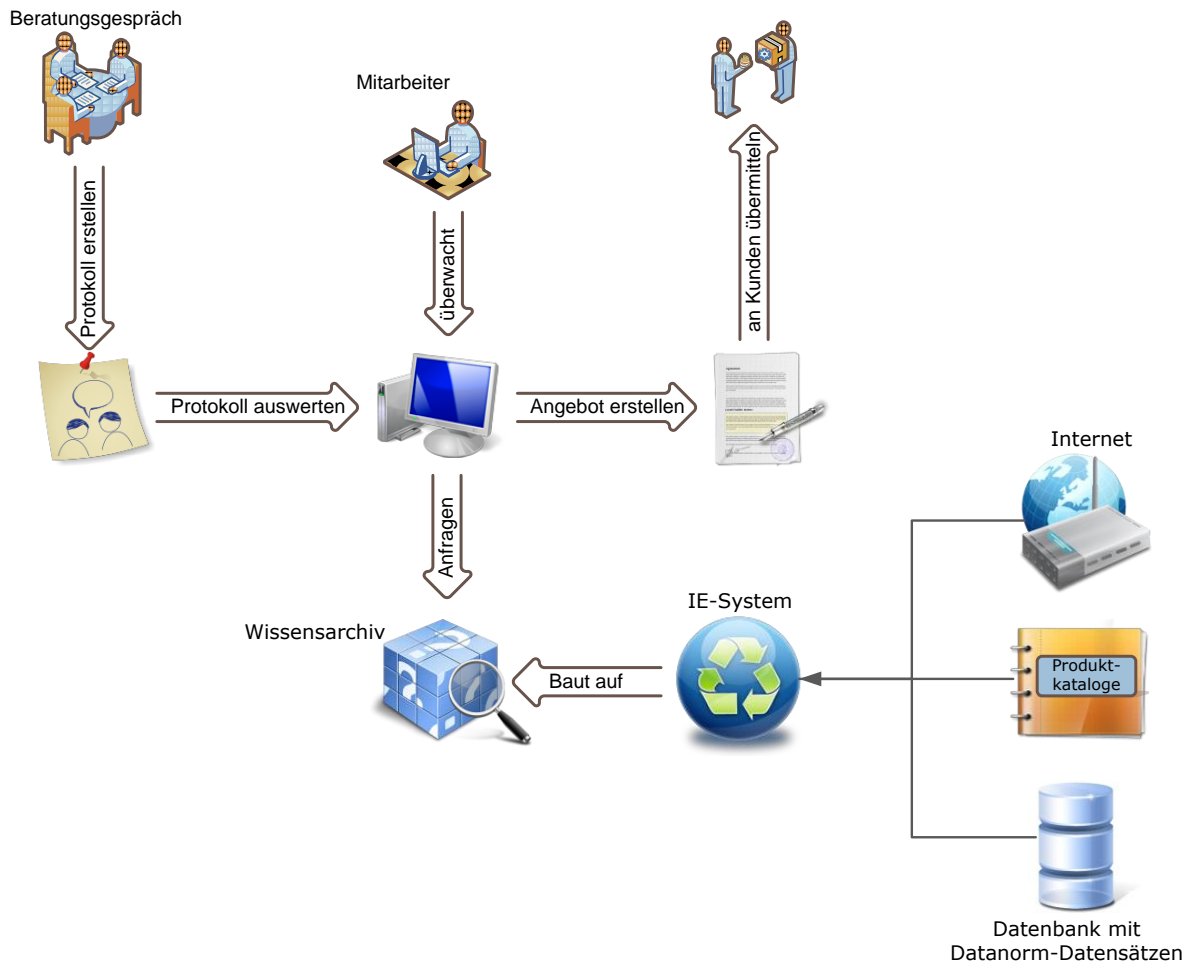 Beratungsgespräch
Mitarbeiter
Protokoll erstellen
überwacht
an Kunden übermitteln
Protokoll auswerten
Angebot erstellen
Internet
Anfragen
IE-System
Wissensarchiv
Baut auf
Produkt-
kataloge
Datenbank mit
Datanorm-Datensätzen